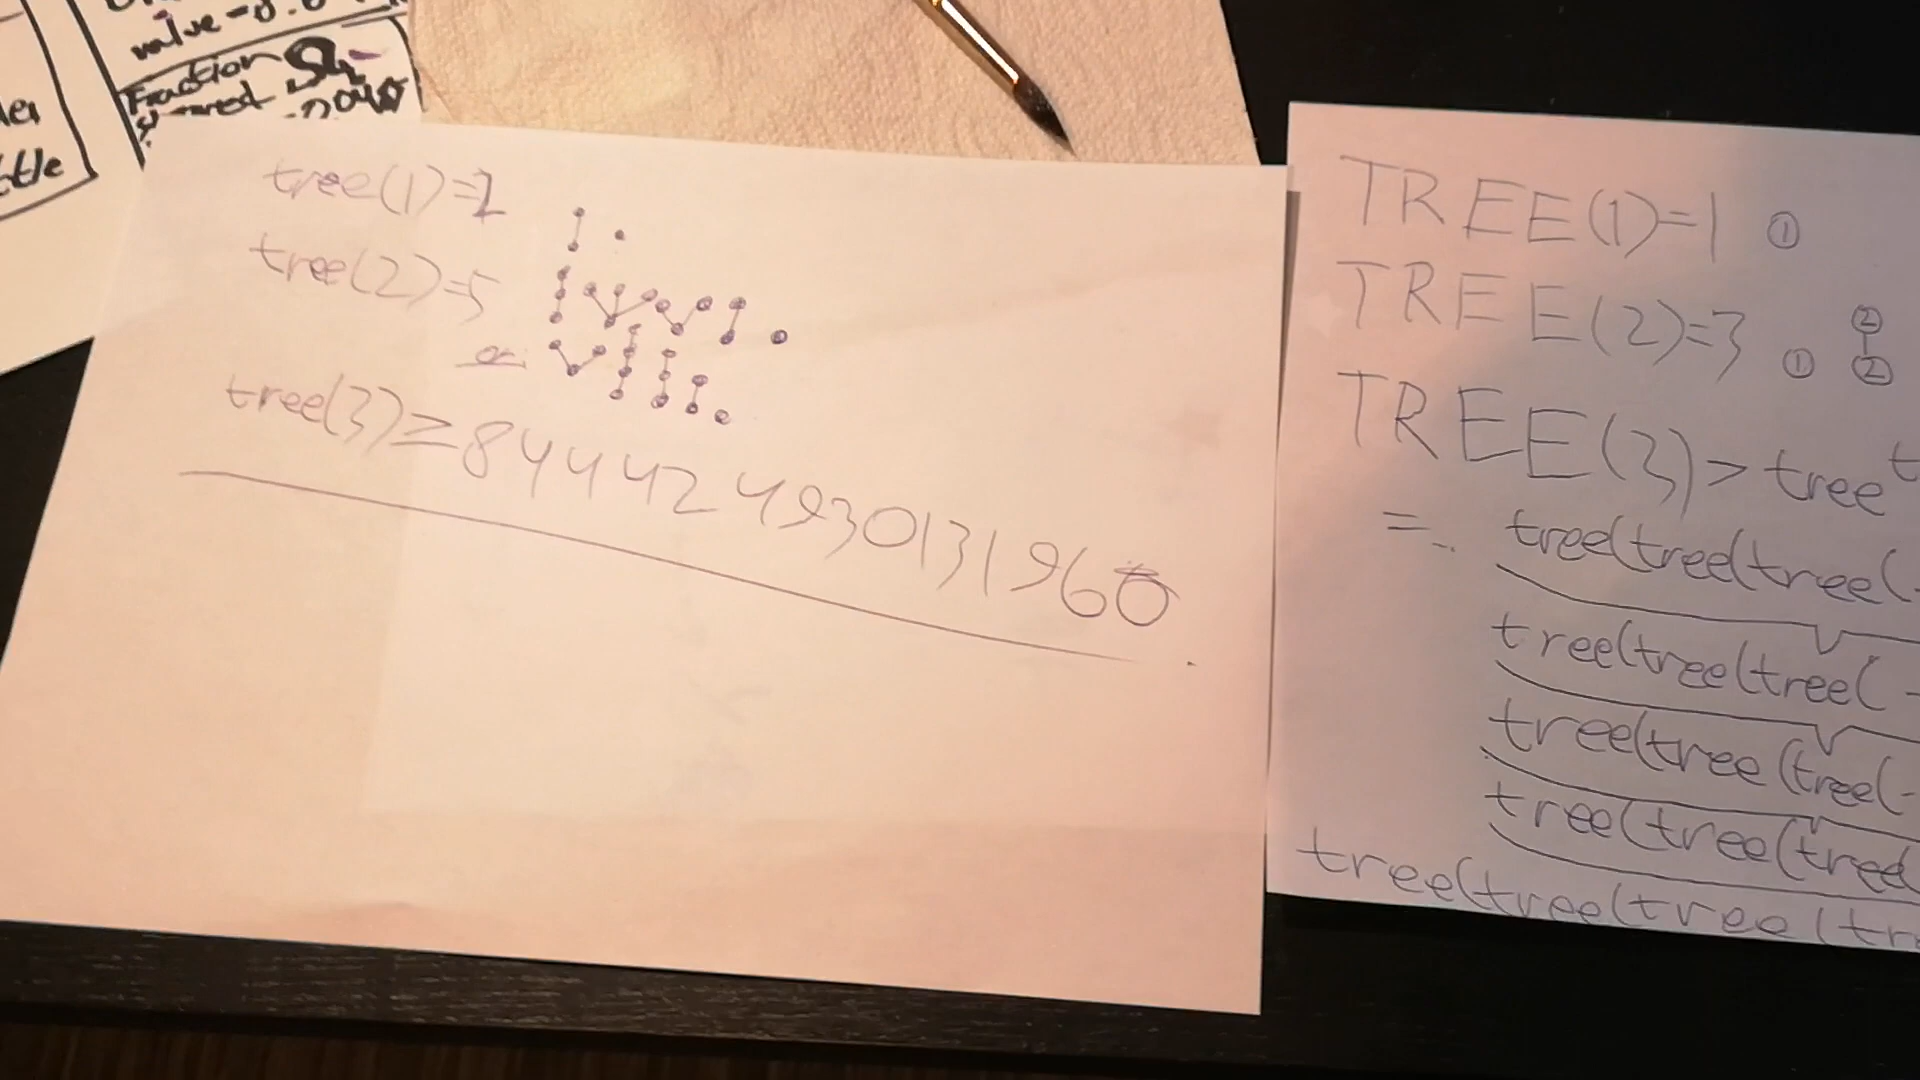 value
Fraction
tle
tree(1)=2
tree(2)=5
or
tree(3)≥844424930131960
TREE(1)=1 ①
TREE(2)=3 ① ② ②
TREE(3)>tree
= tree(tree(tree(
tree(tree(tree(
tree(tree(tree(
tree(tree(tree(
tree(tree(tree(tr